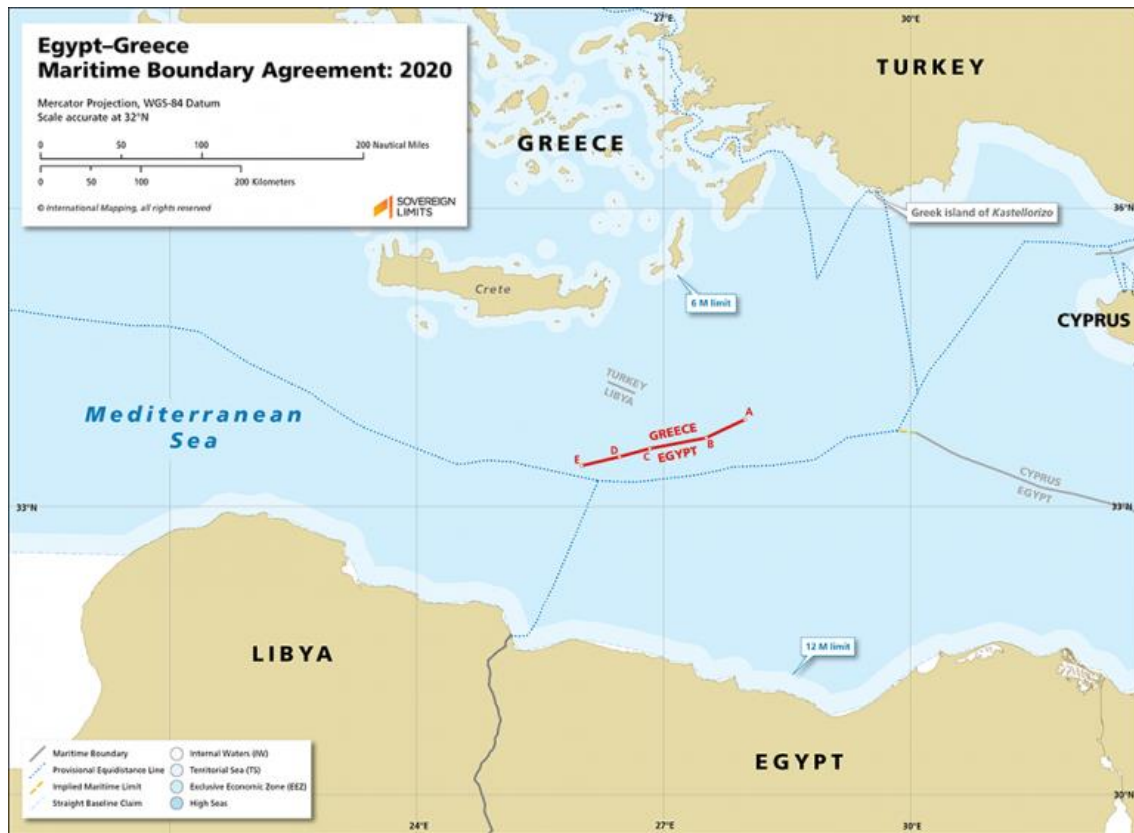 Egypt–Greece
Maritime Boundary Agreement: 2020
Mercator Projection, WGS-84 Datum
Scale accurate at 32°N
0 50 100 200 Nautical Miles
0 50 100 200 Kilometers
© International Mapping, all rights reserved
SOVEREIGN
LIMITS
27°E
30°E
TURKEY
GREECE
36°N
Greek island of Kastellorizo
Crete
6 M limit
CYPRUS
TURKEY
LIBYA
Mediterranean
Sea
A
GREECE
B
D
C
EGYPT
E
CYPRUS
EGYPT
33°N
33°N
12 M limit
LIBYA
EGYPT
Maritime Boundary
Provisional Equidistance Line
Implied Maritime Limit
Straight Baseline Claim
Internal Waters (IW)
Territorial Sea (TS)
Exclusive Economic Zone (EEZ)
High Seas
30°N
24°E
27°E
30°E